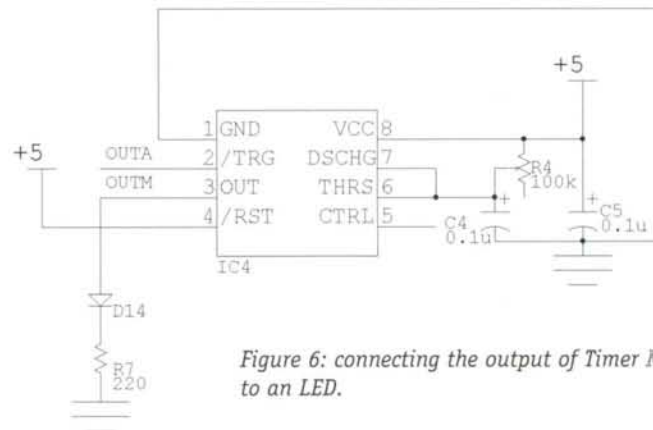 +5
1 GND VCC 8
+5 OUTA 2 /TRG DSCHG 7 R4
OUTM 3 OUT THRS 6 100k
4 /RST CTRL 5 C4 + C5 +
0.1u 0.1u
IC4
D14
R7
220
Figure 6: connecting the output of Timer
to an LED.